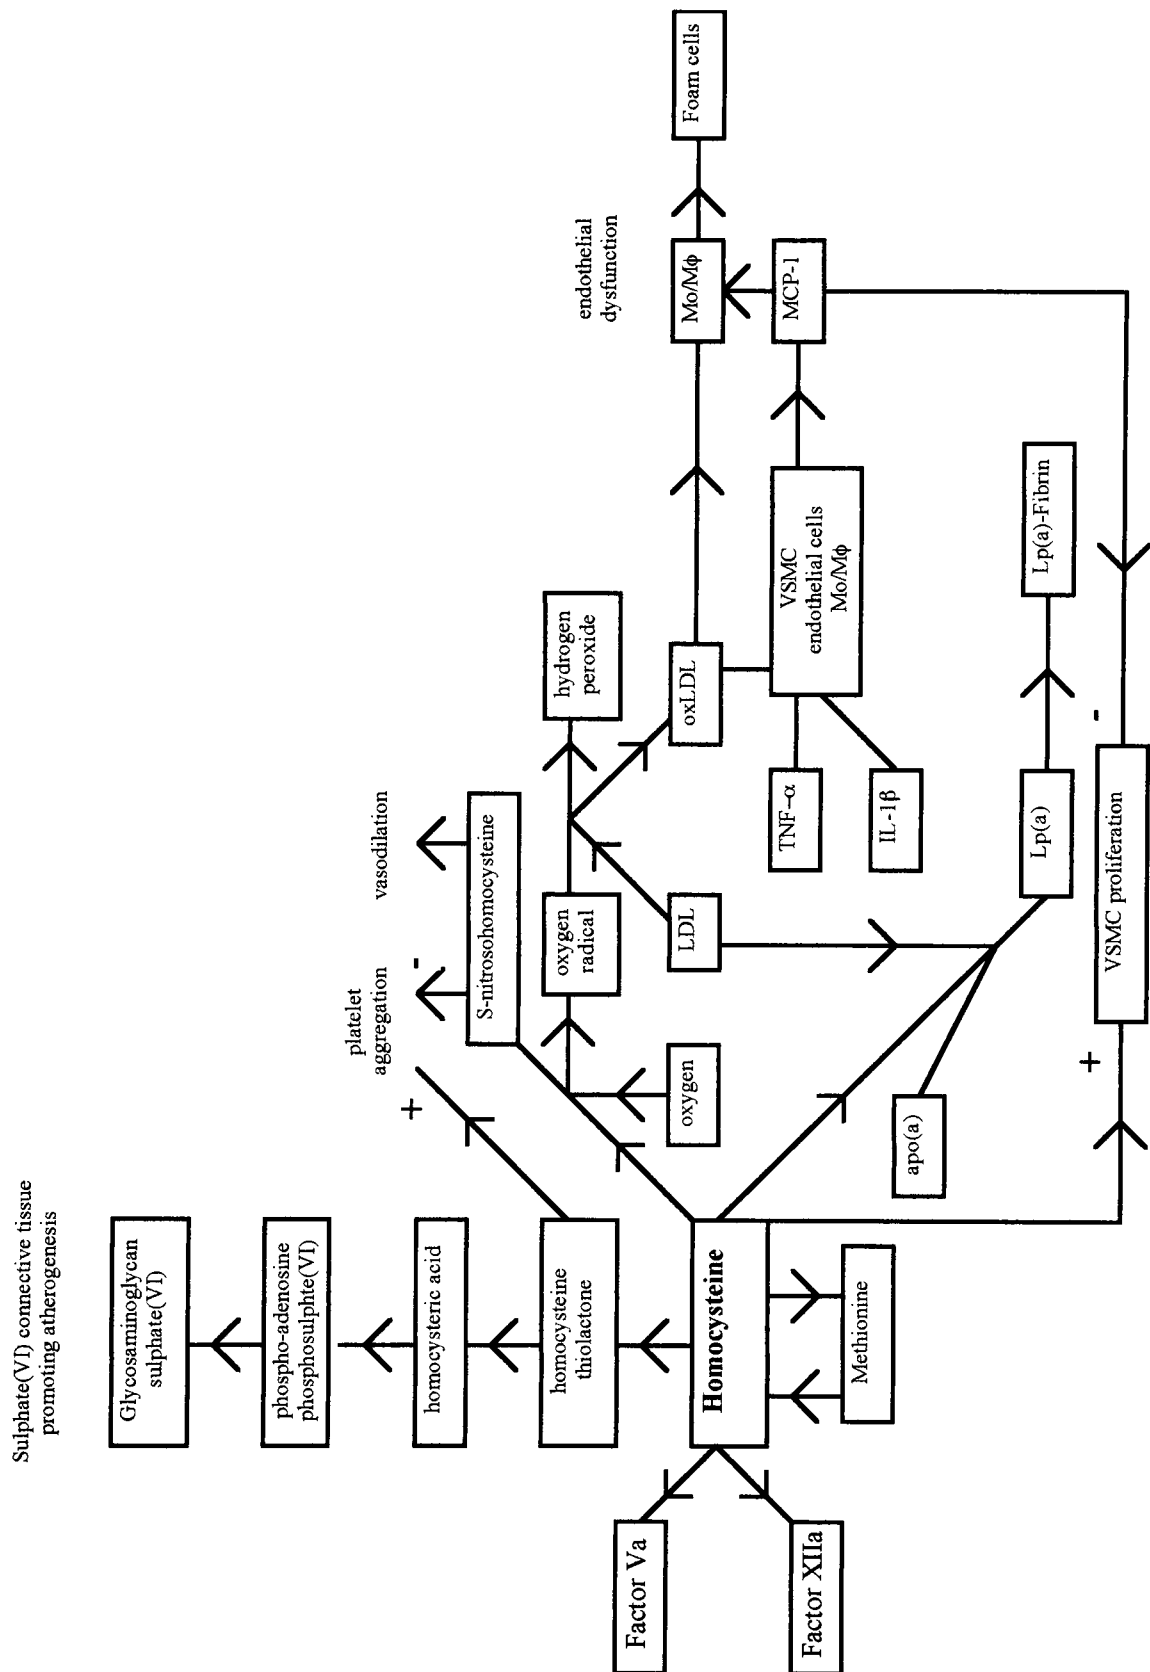 Sulphate(VI) connective tissue
promoting atherogenesis
Glycosaminoglycan
sulphate(VI)
phospho-adenosine
phosphosulphte(VI)
homocysteric acid
homocysteine
thiolactone
Homocysteine
Methionine
Factor Va
Factor XIIa
+
platelet
aggregation
-
vasodilation
S-nitrosohomocysteine
oxygen
radical
oxygen
hydrogen
peroxide
LDL
oxLDL
apo(a)
TNF-α
IL-1β
VSMC
endothelial cells
Mo/Mϕ
endothelial
dysfunction
Mo/Mϕ
MCP-1
Foam cells
Lp(a)
Lp(a)-Fibrin
+
VSMC proliferation
-